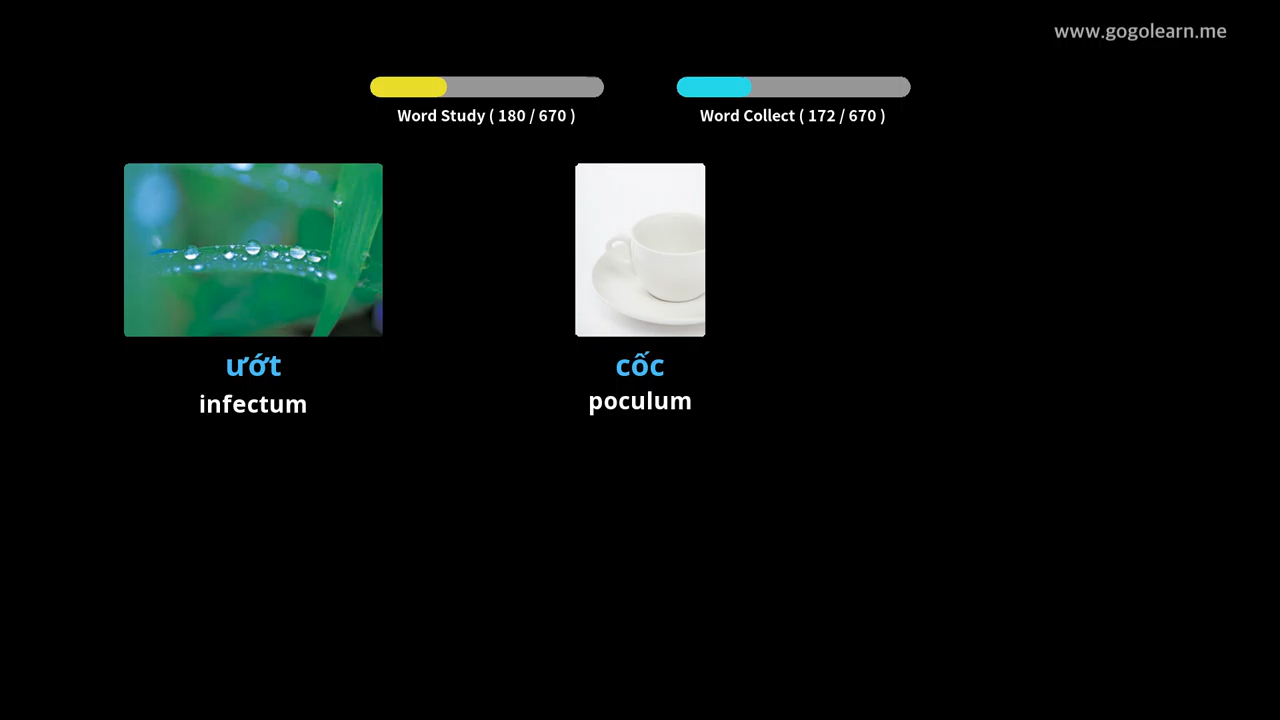 www.gogolearn.me
Word Study ( 180 / 670 )
Word Collect ( 172 / 670 )
ướt
infectum
cốc
poculum